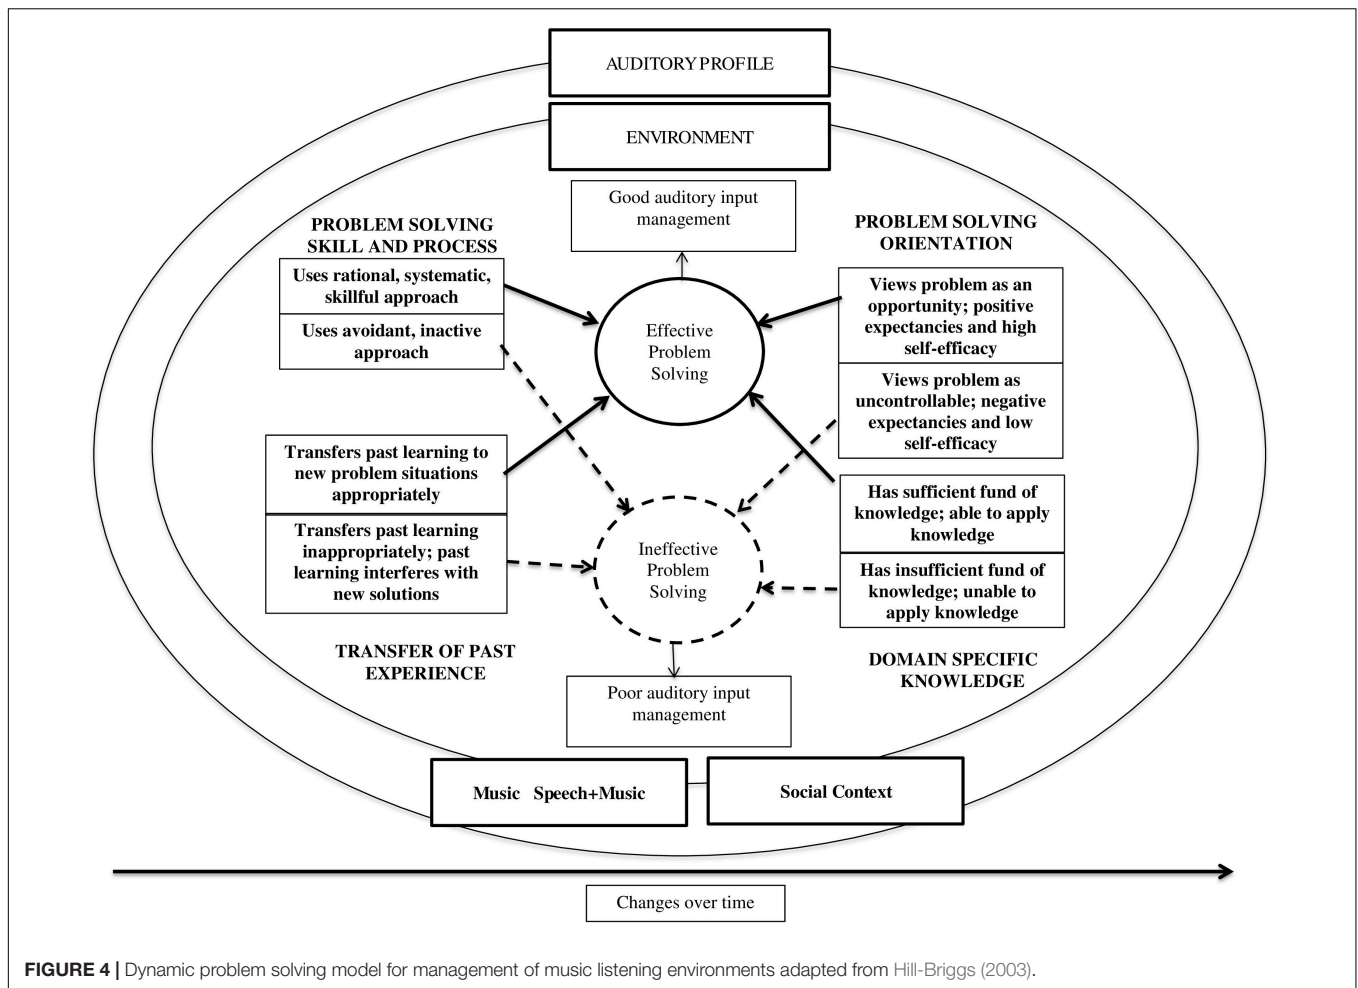 AUDITORY PROFILE
ENVIRONMENT
Good auditory input
management
PROBLEM SOLVING
SKILL AND PROCESS
Uses rational, systematic,
skillful approach
Uses avoidant, inactive
approach
Effective
Problem
Solving
PROBLEM SOLVING
ORIENTATION
Views problem as an
opportunity; positive
expectancies and high
self-efficacy
Views problem as
uncontrollable; negative
expectancies and low
self-efficacy
Transfers past learning to
new problem situations
appropriately
Transfers past learning
inappropriately; past
learning interferes with
new solutions
TRANSFER OF PAST
EXPERIENCE
Ineffective
Problem
Solving
Has sufficient fund of
knowledge; able to apply
knowledge
Has insufficient fund of
knowledge; unable to
apply knowledge
DOMAIN SPECIFIC
KNOWLEDGE
Poor auditory input
management
Music Speech+Music
Social Context
Changes over time
FIGURE 4 | Dynamic problem solving model for management of music listening environments adapted from Hill-Briggs (2003).